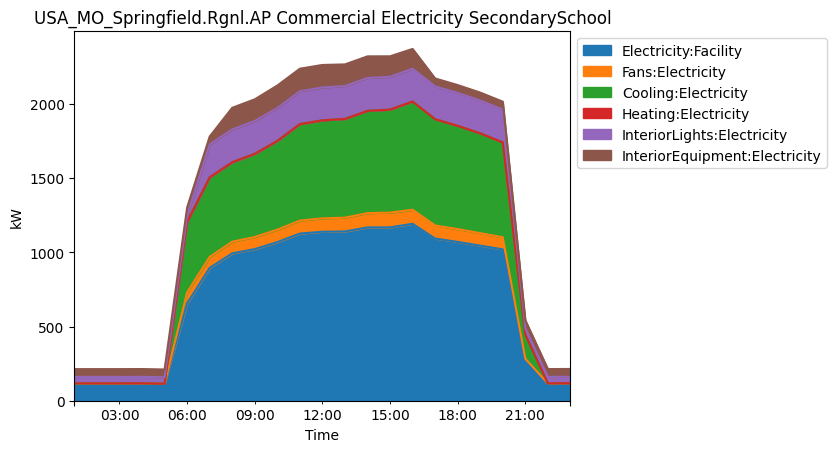 USA_MO_Springfield.Rgnl.AP Commercial Electricity SecondarySchool
Electricity:Facility
Fans:Electricity
Cooling:Electricity
Heating:Electricity
InteriorLights:Electricity
InteriorEquipment:Electricity
2000
1500
1000
500
0
kW
03:00 06:00 09:00 12:00 15:00 18:00 21:00
Time